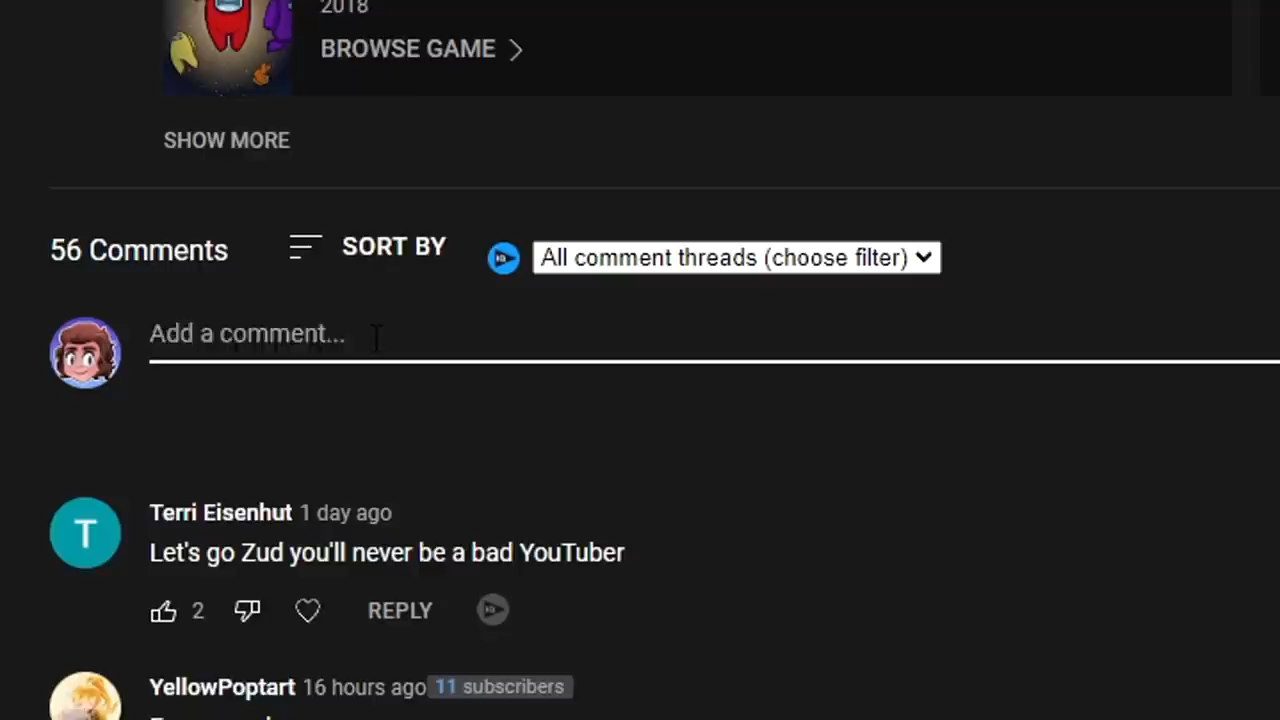 2018
BROWSE GAME
SHOW MORE
56 Comments
SORT BY
All comment threads (choose filter)
Add a comment...
T
Terri Eisenhut 1 day ago
Let's go Zud you'll never be a bad YouTuber
2
REPLY
YellowPoptart 16 hours ago 11 subscribers